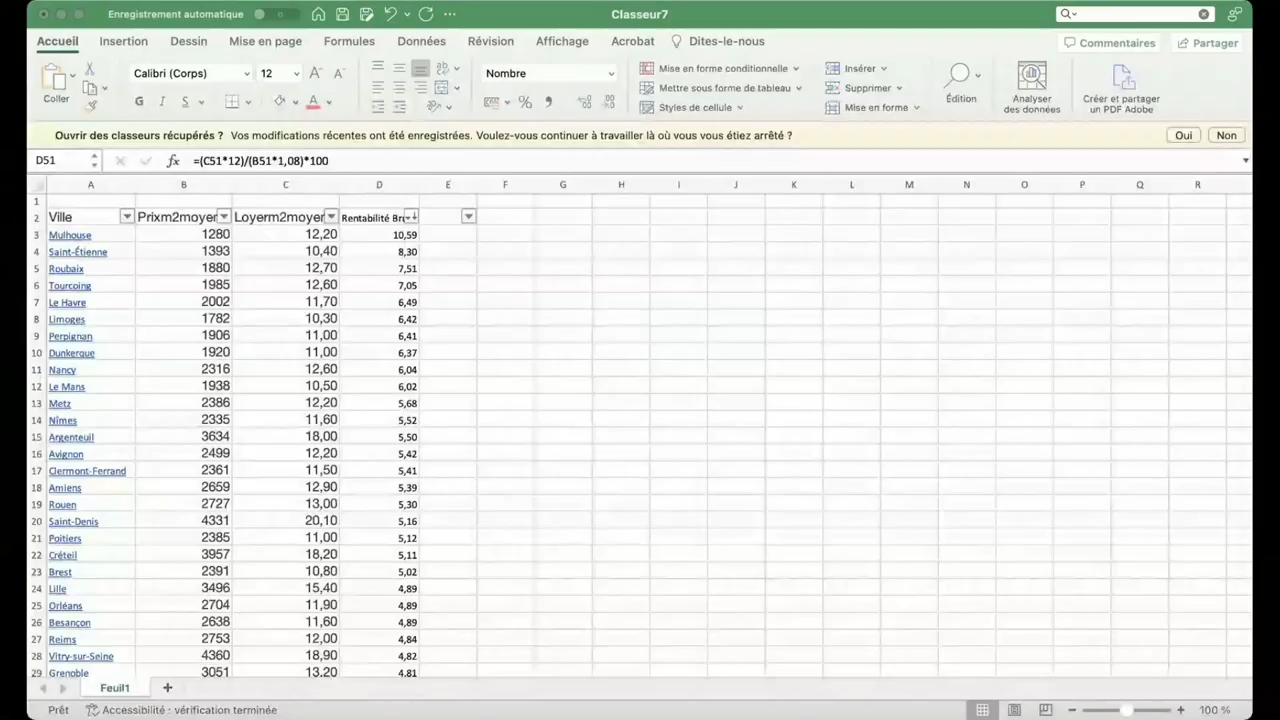 Enregistrement automatique
Classeur7
Accueil Insertion Dessin Mise en page Formules Données Révision Affichage Acrobat Dites-le-nous Commentaires Partager
Coller
Calibri (Corps) 12
G I S A
Nombre
Mise en forme conditionnelle
Mettre sous forme de tableau
Styles de cellule
Insérer
Supprimer
Mise en forme
Édition
Analyser des données
Créer et partager un PDF Adobe
Ouvrir des classeurs récupérés ? Vos modifications récentes ont été enregistrées. Voulez-vous continuer à travailler là où vous vous étiez arrêté ? Oui Non
D51 fx =(C51*12)/(B51*1,08)*100
A B C D E F G H I J K L M N O P Q R
1
2 Ville Prixm2moyer Loyerm2moyer Rentabilité Bru
3 Mulhouse 1280 12,20 10,59
4 Saint-Étienne 1393 10,40 8,30
5 Roubaix 1880 12,70 7,51
6 Tourcoing 1985 12,60 7,05
7 Le Havre 2002 11,70 6,49
8 Limoges 1782 10,30 6,42
9 Perpignan 1906 11,00 6,41
10 Dunkerque 1920 11,00 6,37
11 Nancy 2316 12,60 6,04
12 Le Mans 1938 10,50 6,02
13 Metz 2386 12,20 5,68
14 Nîmes 2335 11,60 5,52
15 Argenteuil 3634 18,00 5,50
16 Avignon 2499 12,20 5,42
17 Clermont-Ferrand 2361 11,50 5,41
18 Amiens 2659 12,90 5,39
19 Rouen 2727 13,00 5,30
20 Saint-Denis 4331 20,10 5,16
21 Poitiers 2385 11,00 5,12
22 Créteil 3957 18,20 5,11
23 Brest 2391 10,80 5,02
24 Lille 3496 15,40 4,89
25 Orléans 2704 11,90 4,89
26 Besançon 2638 11,60 4,89
27 Reims 2753 12,00 4,84
28 Vitry-sur-Seine 4360 18,90 4,82
29 Grenoble 3051 13,20 4,81
Feuil1
Prêt Accessibilité : vérification terminée 100 %